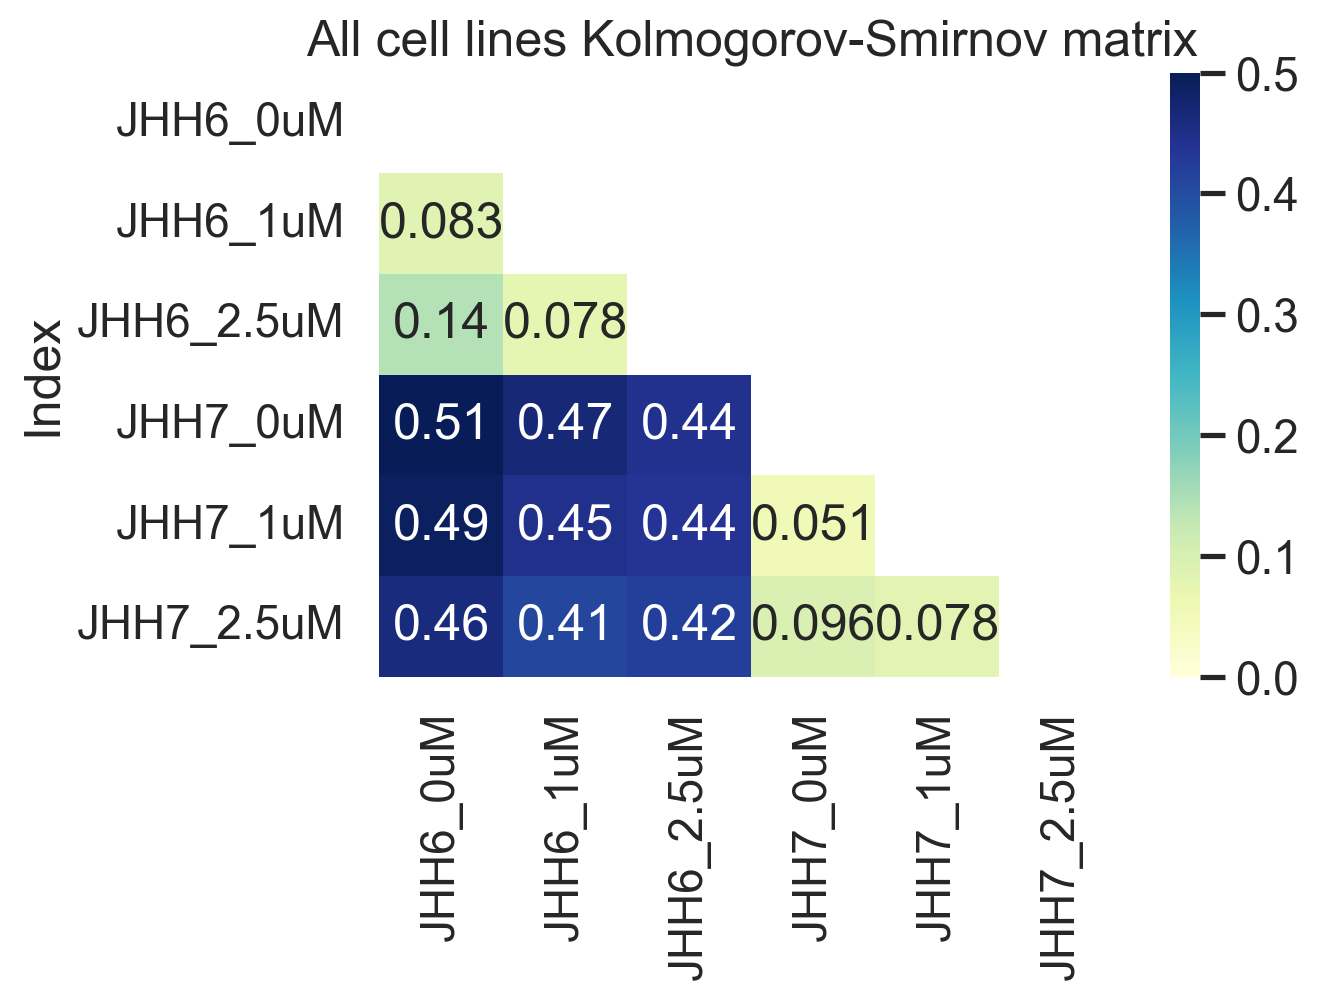 All cell lines Kolmogorov-Smirnov matrix
Index
JHH6_0uM
JHH6_1uM 0.083
JHH6_2.5uM 0.14 0.078
JHH7_0uM 0.51 0.47 0.44
JHH7_1uM 0.49 0.45 0.44 0.051
JHH7_2.5uM 0.46 0.41 0.42 0.096 0.078
JHH6_0uM JHH6_1uM JHH6_2.5uM JHH7_0uM JHH7_1uM JHH7_2.5uM
0.5
0.4
0.3
0.2
0.1
0.0